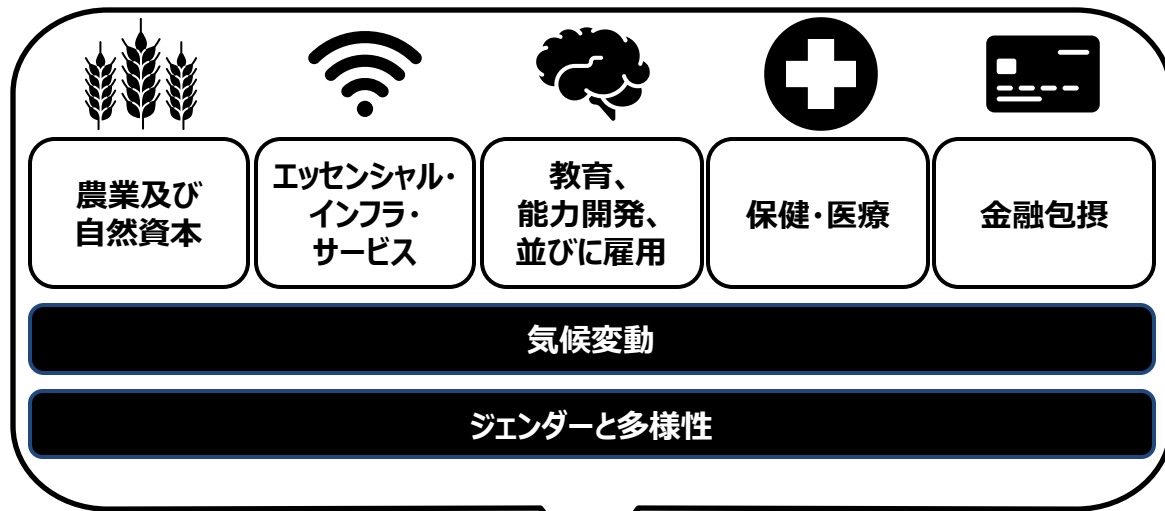 農業及び
自然資本
エッセンシャル・
インフラ・
サービス
教育、
能力開発、
並びに雇用
保健・医療
金融包摂
気候変動
ジェンダーと多様性